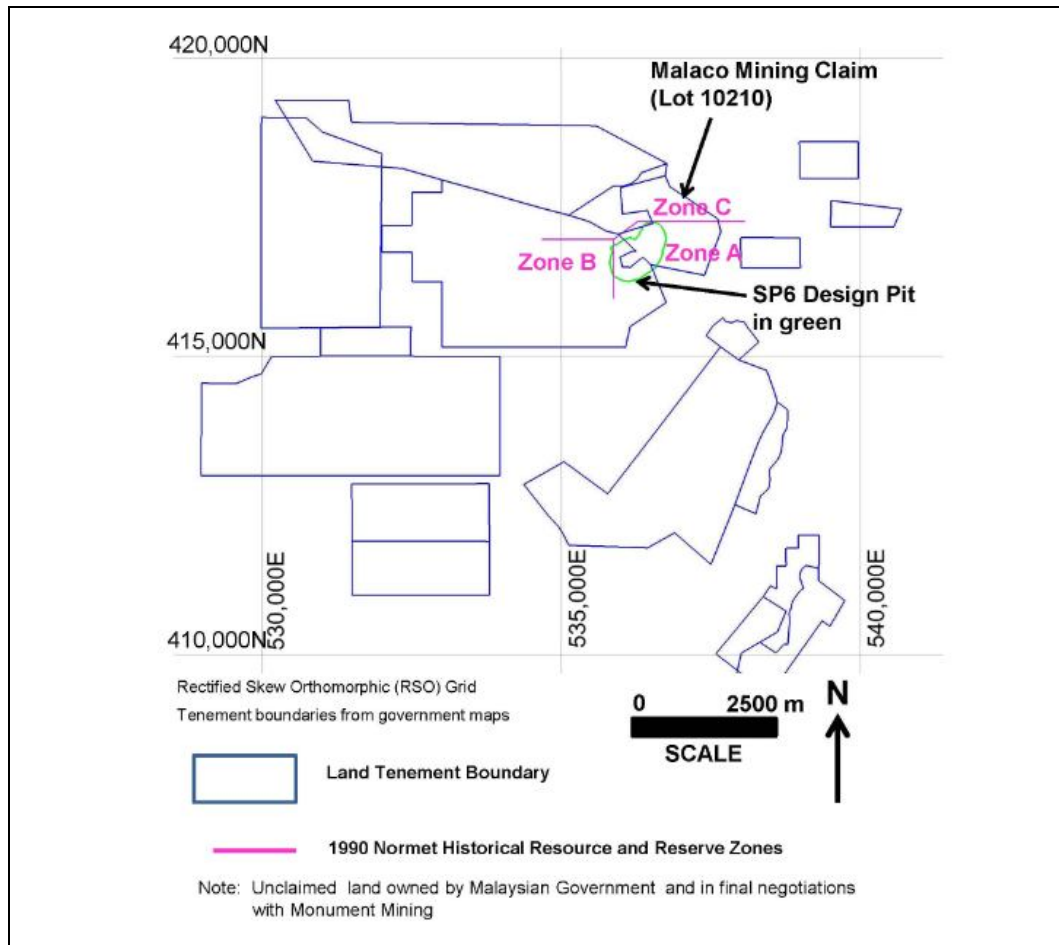 420,000N
Malaco Mining Claim
(Lot 10210)
Zone C
Zone A
Zone B
SP6 Design Pit
in green
415,000N
530,000E
535,000E
540,000E
410,000N
Rectified Skew Orthomorphic (RSO) Grid
Tenement boundaries from government maps
0 2500 m
SCALE
N
Land Tenement Boundary
1990 Normet Historical Resource and Reserve Zones
Note: Unclaimed land owned by Malaysian Government and in final negotiations
with Monument Mining